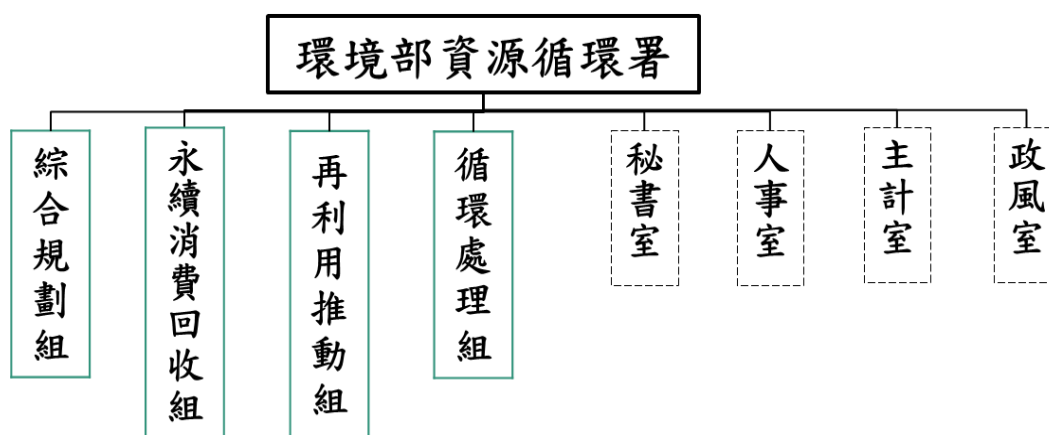 環境部資源循環署
綜合規劃組
永續消費回收組
再利用推動組
循環處理組
秘書室
人事室
主計室
政風室